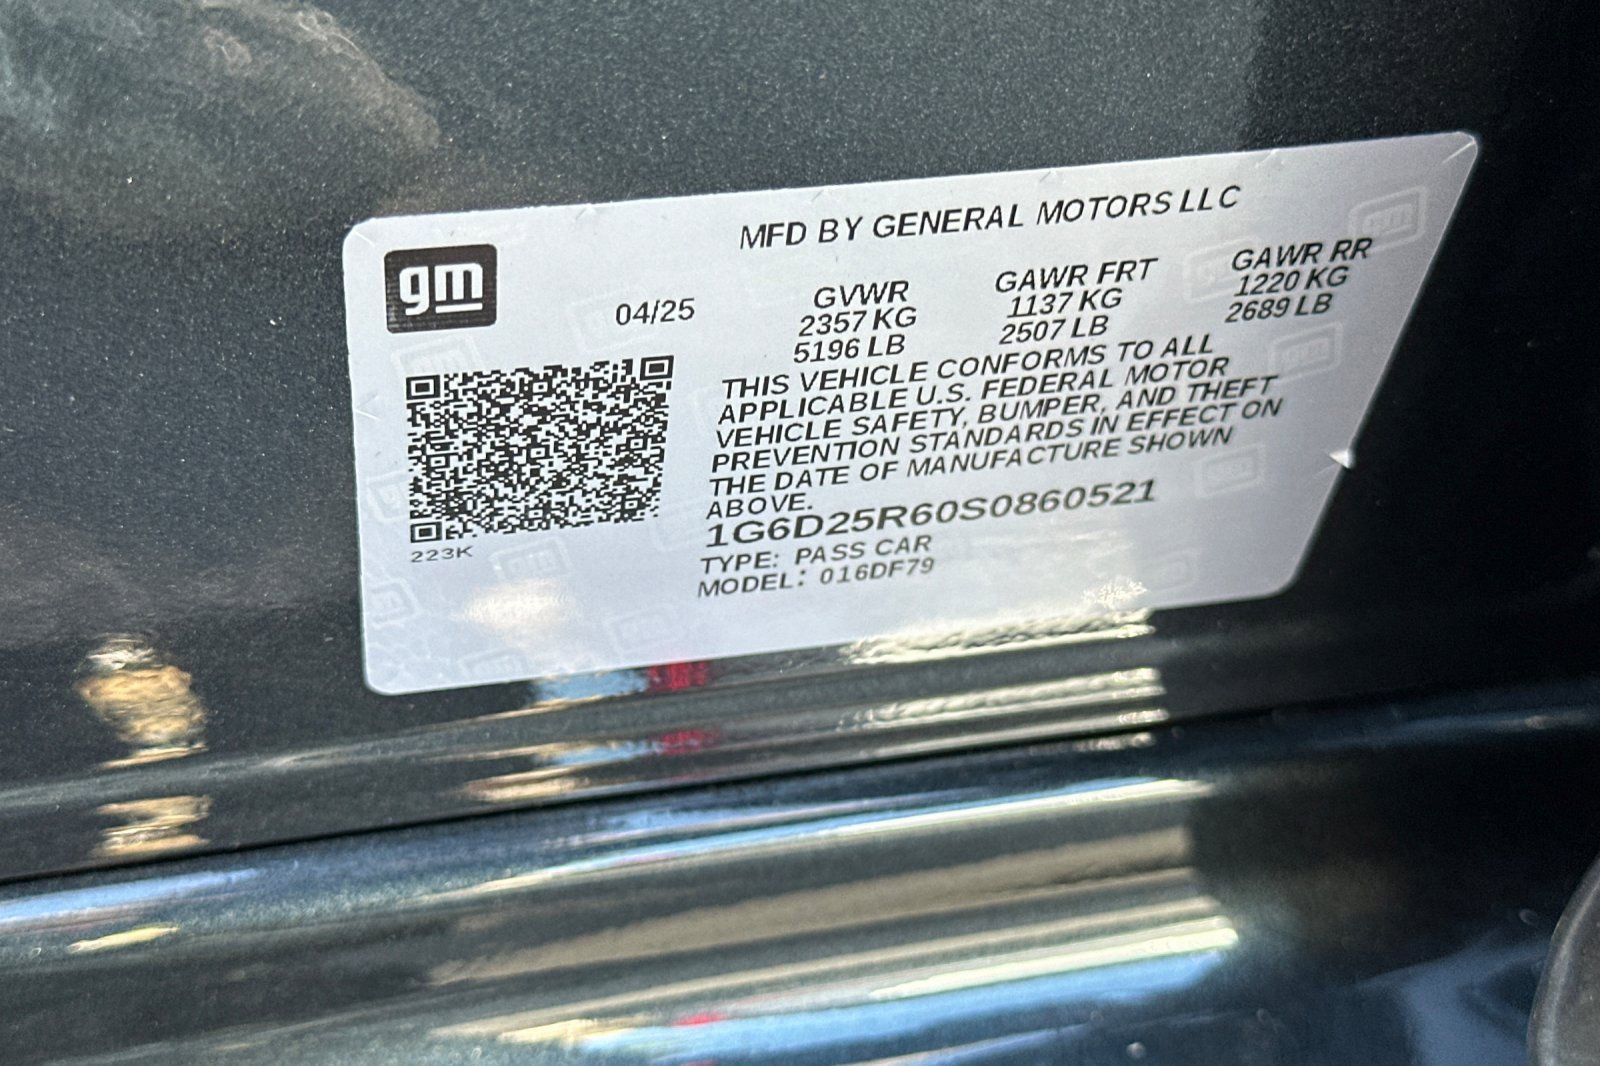 gm
MFD BY GENERAL MOTORS LLC
04/25
GVWR
2357 KG
5196 LB
GAWR FRT
1137 KG
2507 LB
GAWR RR
1220 KG
2689 LB
THIS VEHICLE CONFORMS TO ALL
APPLICABLE U.S. FEDERAL MOTOR
VEHICLE SAFETY, BUMPER, AND THEFT
PREVENTION STANDARDS IN EFFECT ON
THE DATE OF MANUFACTURE SHOWN
ABOVE.
1G6D25R60S0860521
TYPE: PASS CAR
MODEL: 016DF79
223K